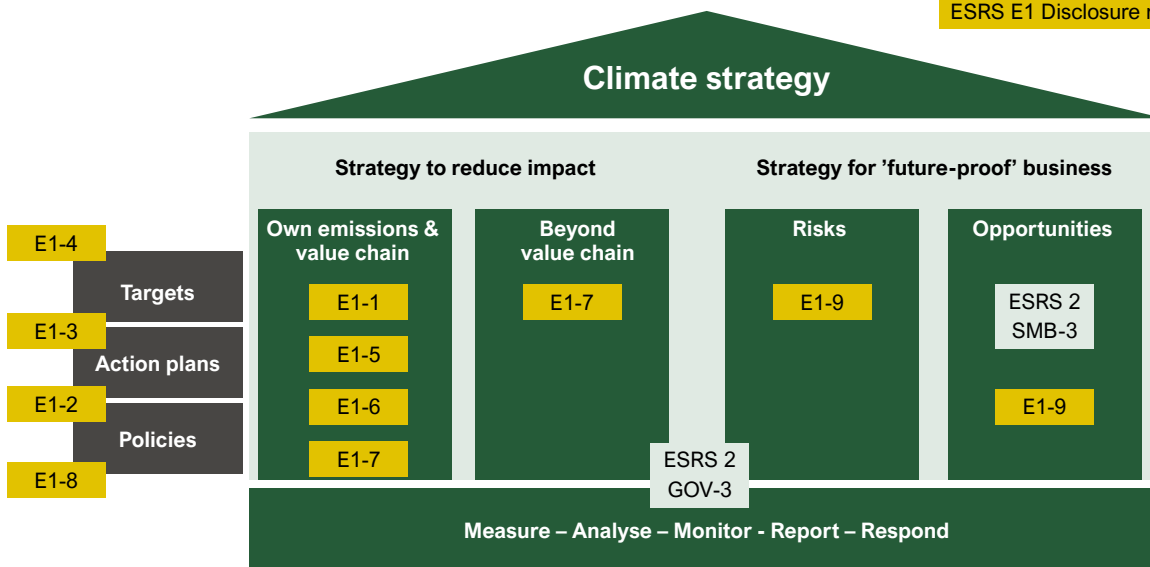 ESRS E1 Disclosure
Climate strategy
Strategy to reduce impact
Strategy for ’future-proof’ business
Own emissions &
value chain
E1-1
E1-5
E1-6
E1-7
Beyond
value chain
E1-7
Risks
E1-9
Opportunities
ESRS 2
SMB-3
E1-9
E1-4
Targets
E1-3
Action plans
E1-2
Policies
E1-8
ESRS 2
GOV-3
Measure – Analyse – Monitor - Report – Respond